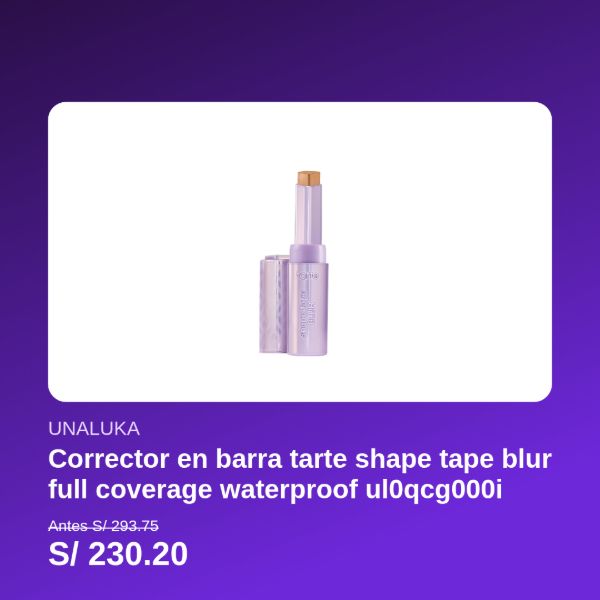 UNALUKA
Corrector en barra tarte shape tape blur
full coverage waterproof ul0qcg000i
Antes S/ 293.75
S/ 230.20